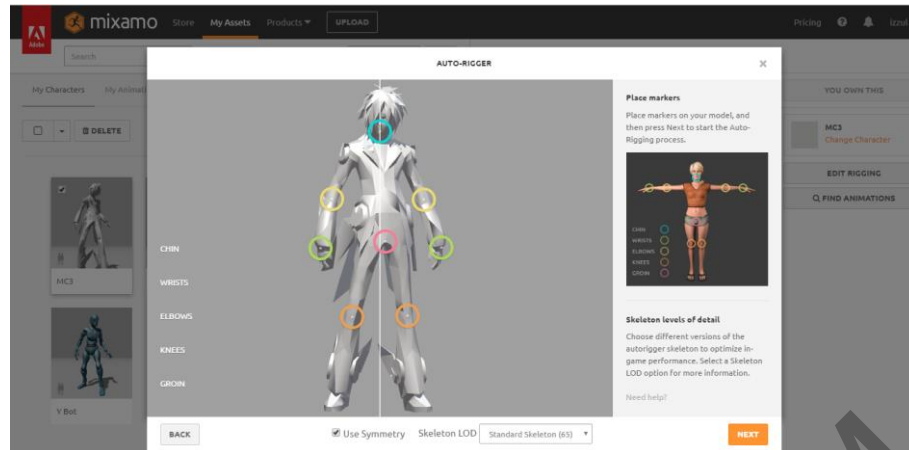 mixamo Store My Assets Products UPLOAD Pricing
Adobe
Search
My Characters
DELETE
MC3
Y Bot
AUTO-RIGGER
CHIN
WRISTS
ELBOWS
KNEES
GROIN
Place markers
Place markers on your model, and
then press Next to start the Auto-
Rigging process.
CHIN
WRISTS
ELBOWS
KNEES
GROIN
Skeleton levels of detail
Choose different versions of the
autorigger skeleton to optimize in-
game performance. Select a Skeleton
LOD option for more information.
Need help?
BACK Use Symmetry Skeleton LOD Standard Skeleton (65) NEXT
YOU OWN THIS
MC3
Change Character
EDIT RIGGING
FIND ANIMATIONS